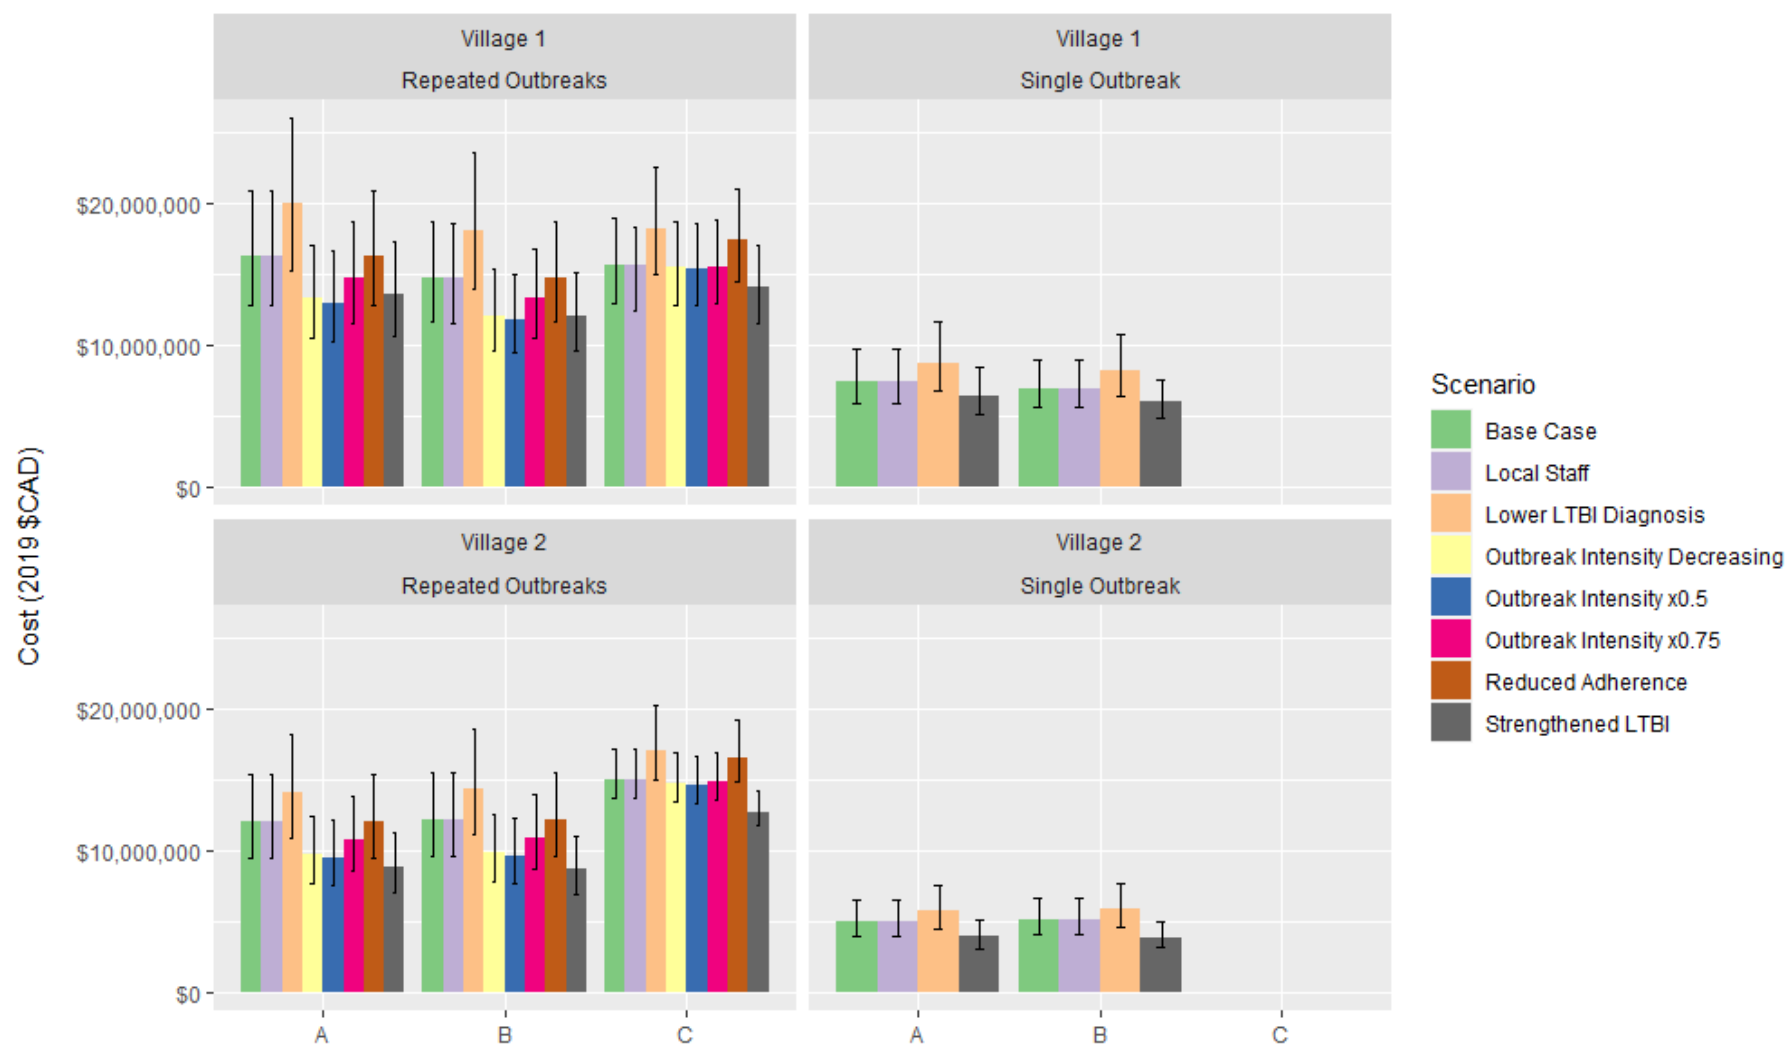 Village 1
Repeated Outbreaks
Village 1
Single Outbreak
$20,000,000
$10,000,000
$0
Village 2
Repeated Outbreaks
Village 2
Single Outbreak
$20,000,000
$10,000,000
$0
A
B
C
A
B
C
Cost (2019 $CAD)
Scenario
Base Case
Local Staff
Lower LTBI Diagnosis
Outbreak Intensity Decreasing
Outbreak Intensity x0.5
Outbreak Intensity x0.75
Reduced Adherence
Strengthened LTBI